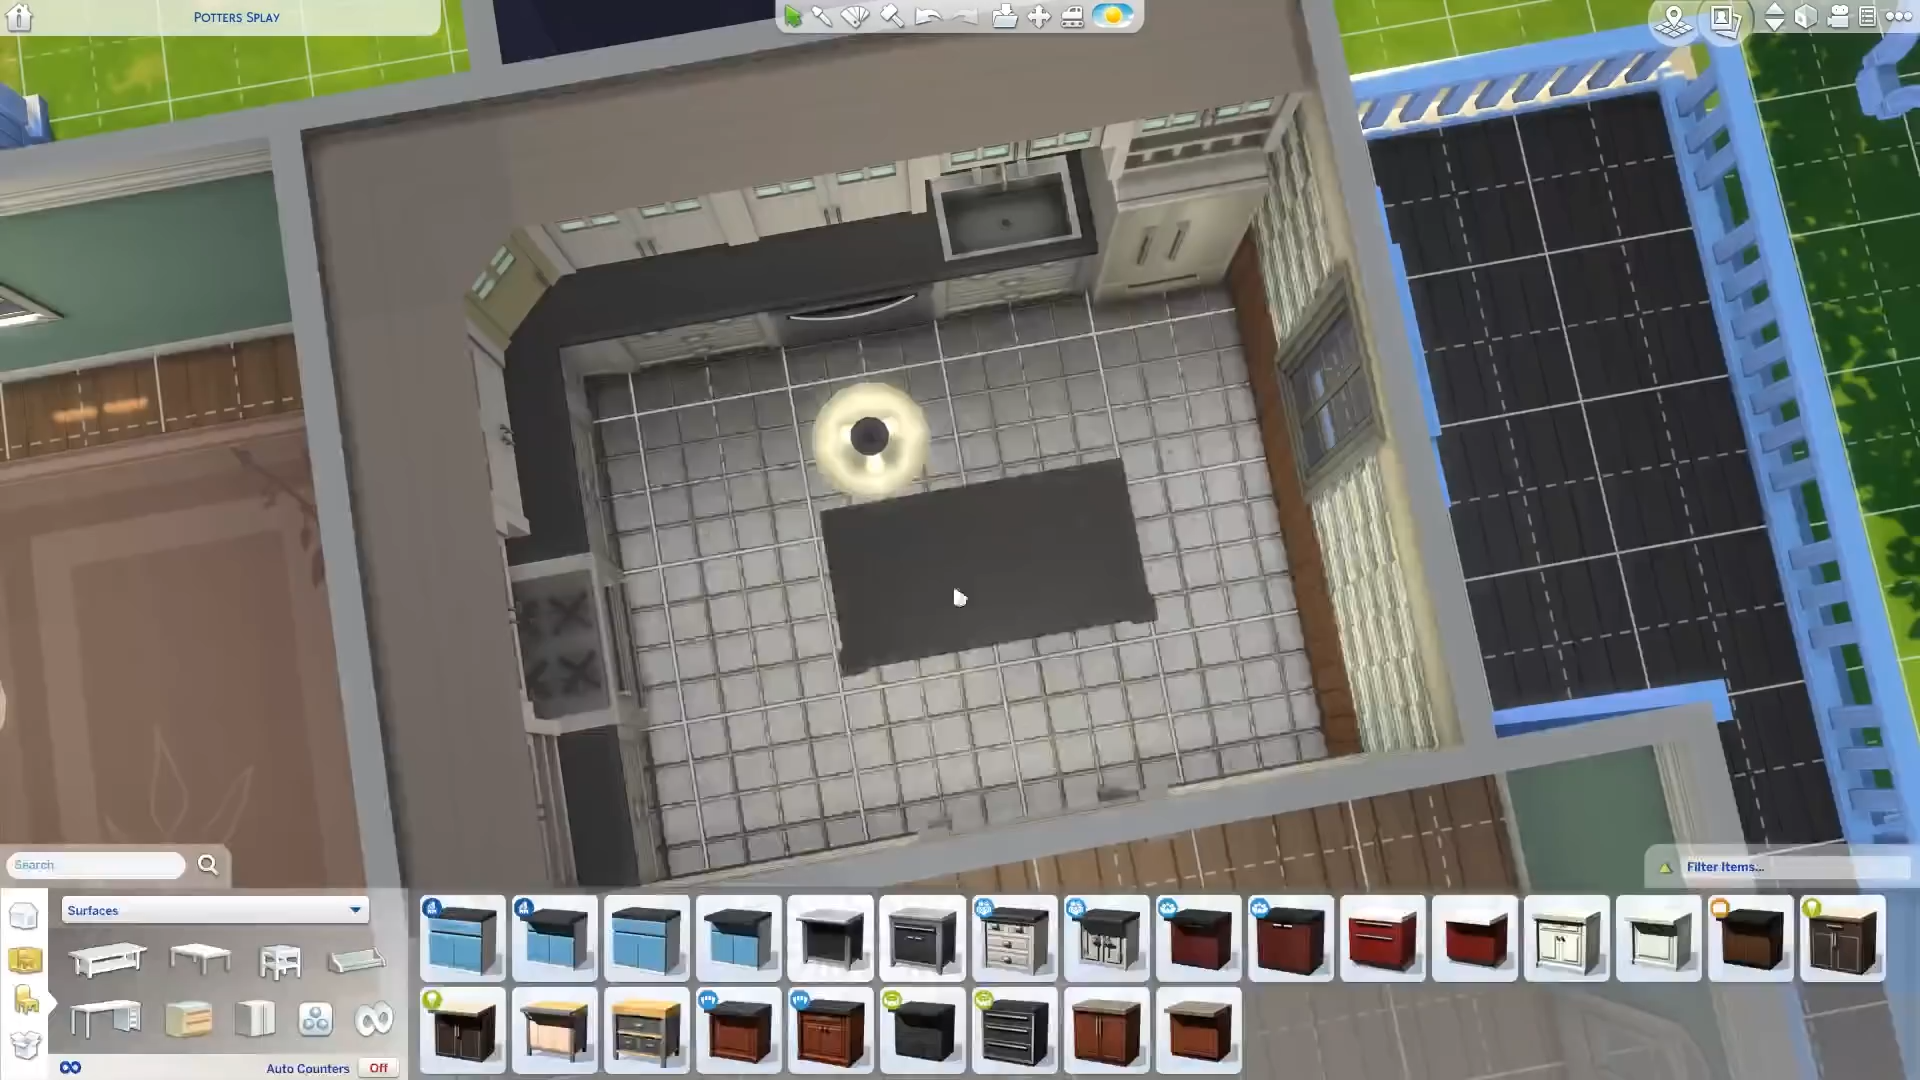 Potters Splay
Search
Filter Items...
Surfaces
Auto Counters
Off